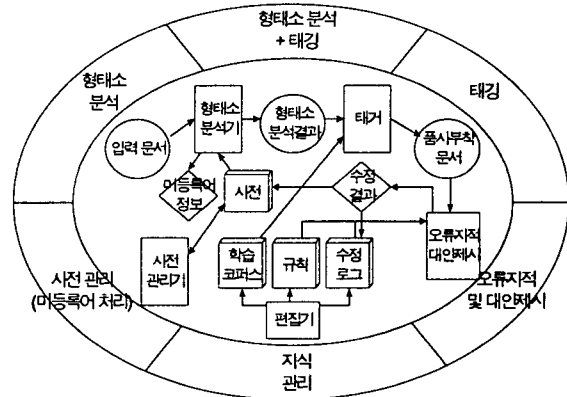 형태소 분석
+ 태깅
형태소
분석
태깅
형태소
분석기
형태소
분석결과
태거
입력 문서
품사부착
문서
미등록어
정보
사전
수정
결과
사전
관리기
학습
코퍼스
규칙
수정
로그
오류지적
대안제시
사전 관리
(미등록어 처리)
편집기
오류지적
및 대안제시
지식
관리